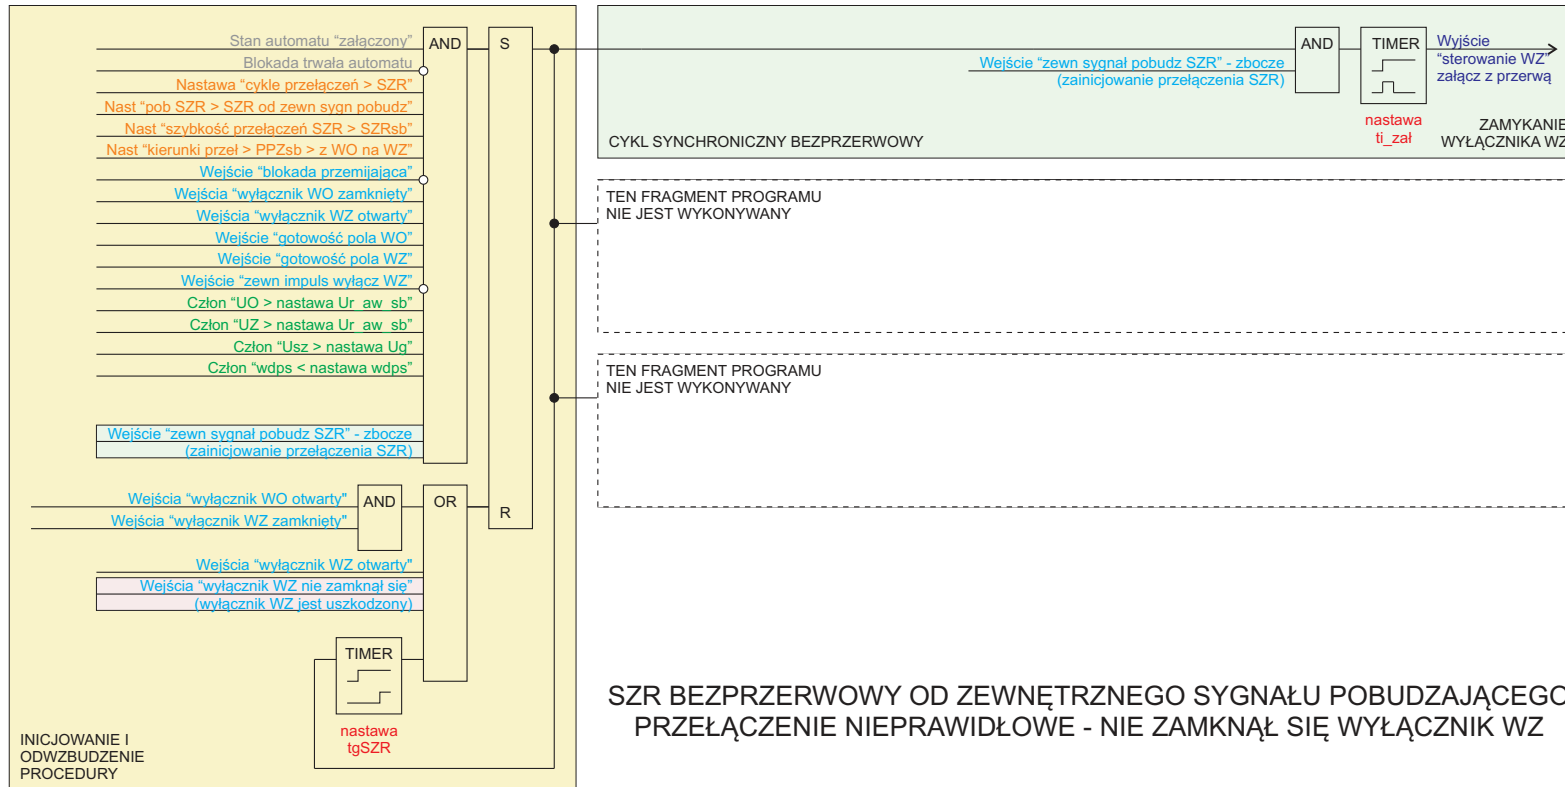 Stan automatu “załączony”
Blokada trwała automatu
Nastawa “cykle przełączeń > SZR”
Nast “pob SZR > SZR od zewn sygn pobudz”
Nast “szybkość przełączeń SZR > SZRsb”
Nast “kierunki przeł > PPZsb > z WO na WZ”
Wejście “blokada przemijająca”
Wejścia “wyłącznik WO zamknięty”
Wejścia “wyłącznik WZ otwarty”
Wejście “gotowość pola WO”
Wejście “gotowość pola WZ”
Wejście “zewn impuls wyłącz WZ”
Człon “UO > nastawa Ur_aw_sb”
Człon “UZ > nastawa Ur_aw_sb”
Człon “Usz > nastawa Ug”
Człon “wdps < nastawa wdps”
Wejście “zewn sygnał pobudz SZR” - zbocze
(zainicjowanie przełączenia SZR)
AND
S
Wejścia “wyłącznik WO otwarty"
Wejścia “wyłącznik WZ zamknięty”
AND
OR
R
Wejścia “wyłącznik WZ otwarty"
Wejścia “wyłącznik WZ nie zamknął się”
(wyłącznik WZ jest uszkodzony)
TIMER
nastawa
tgSZR
INICJOWANIE I
ODWZBUDZENIE
PROCEDURY
Wejście “zewn sygnał pobudz SZR” - zbocze
(zainicjowanie przełączenia SZR)
AND
TIMER
nastawa
ti_zał
Wyjście
“sterowanie WZ”
załącz z przerwą
CYKL SYNCHRONICZNY BEZPRZERWOWY
ZAMYKANIE
WYŁĄCZNIKA WZ
TEN FRAGMENT PROGRAMU
NIE JEST WYKONYWANY
TEN FRAGMENT PROGRAMU
NIE JEST WYKONYWANY
SZR BEZPRZERWOWY OD ZEWNĘTRZNEGO SYGNAŁU POBUDZAJĄCEGO
PRZEŁĄCZENIE NIEPRAWIDŁOWE - NIE ZAMKNĄŁ SIĘ WYŁĄCZNIK WZ